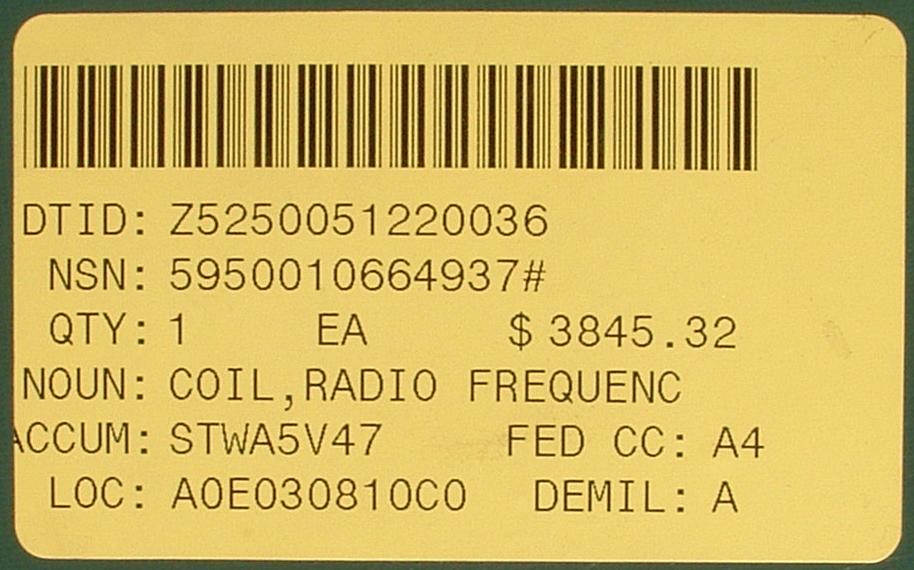 DTID: Z5250051220036
NSN: 5950010664937#
QTY: 1 EA $ 3845.32
NOUN: COIL,RADIO FREQUENC
ACCUM: STWA5V47 FED CC: A4
LOC: A0E030810C0 DEMIL: A